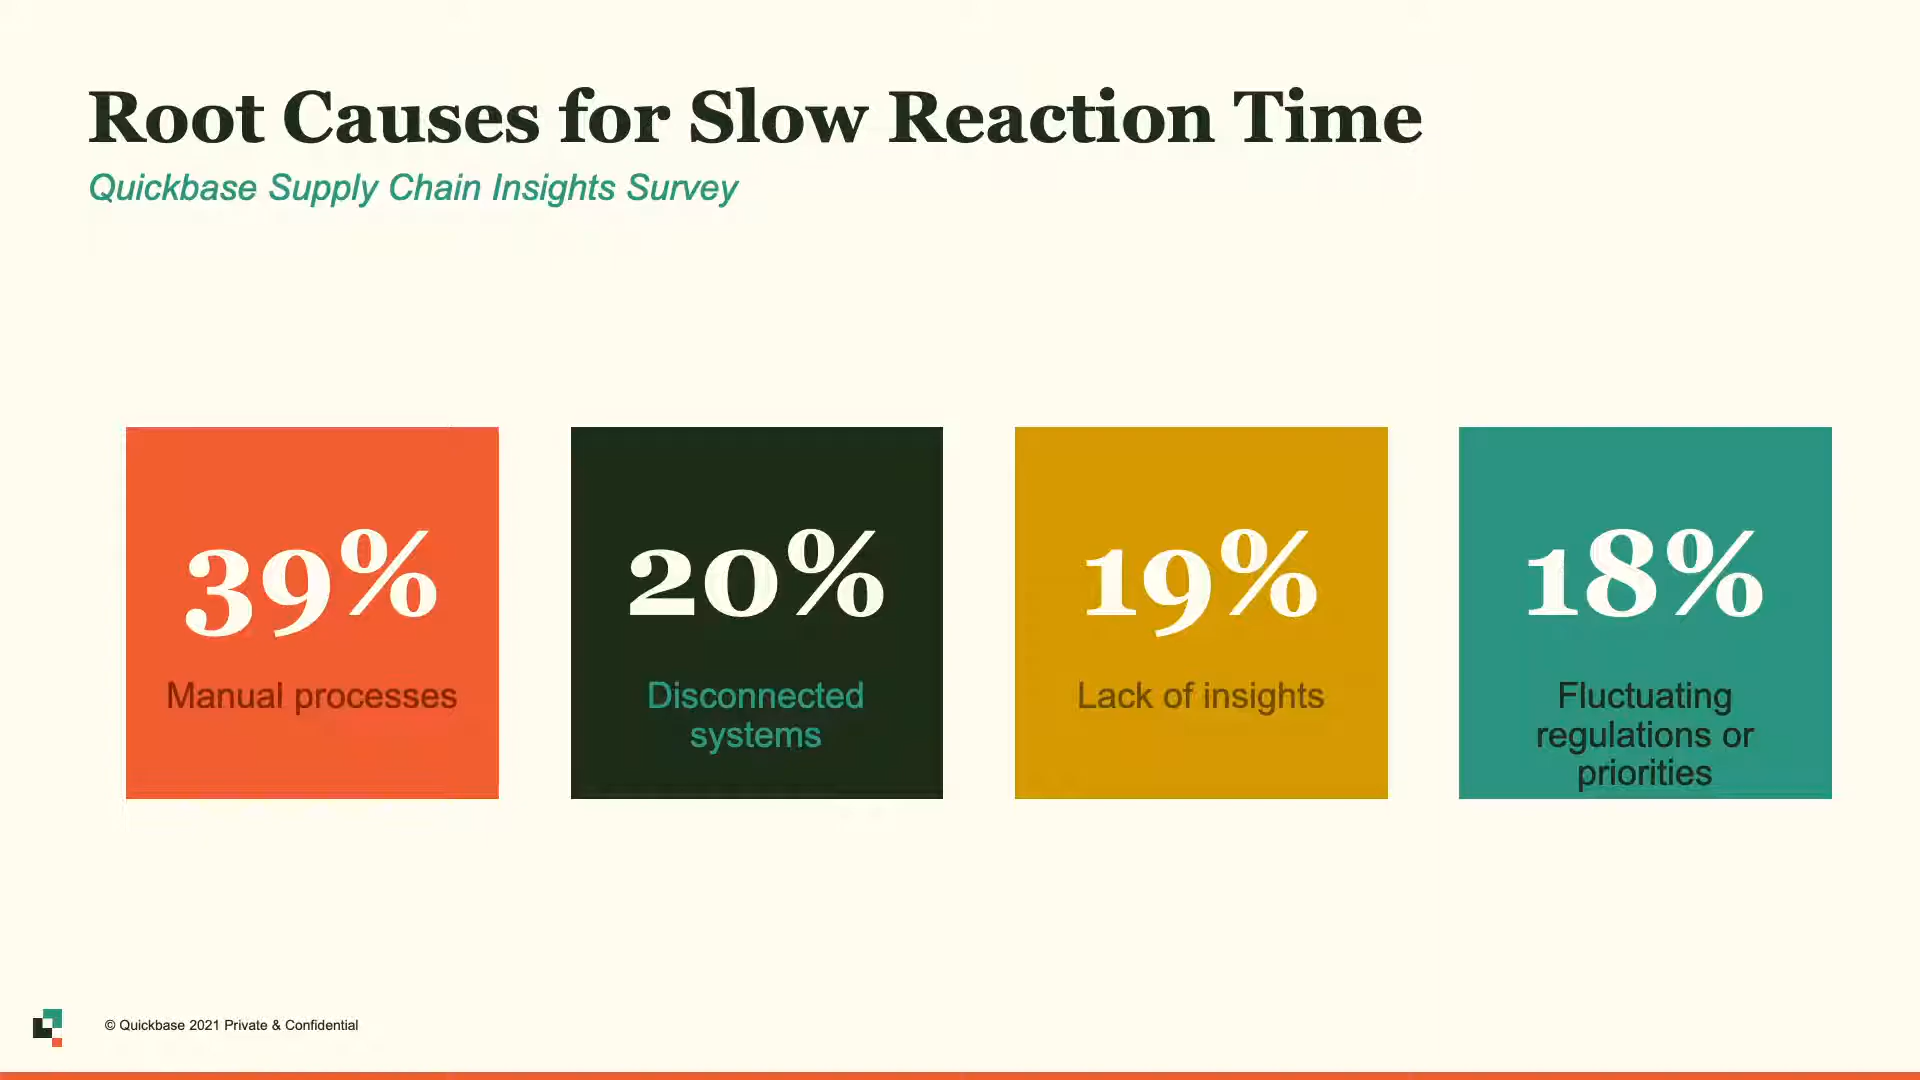 Root Causes for Slow Reaction Time
Quickbase Supply Chain Insights Survey
39%
Manual processes
20%
Disconnected
systems
19%
Lack of insights
18%
Fluctuating
regulations or
priorities
© Quickbase 2021 Private & Confidential